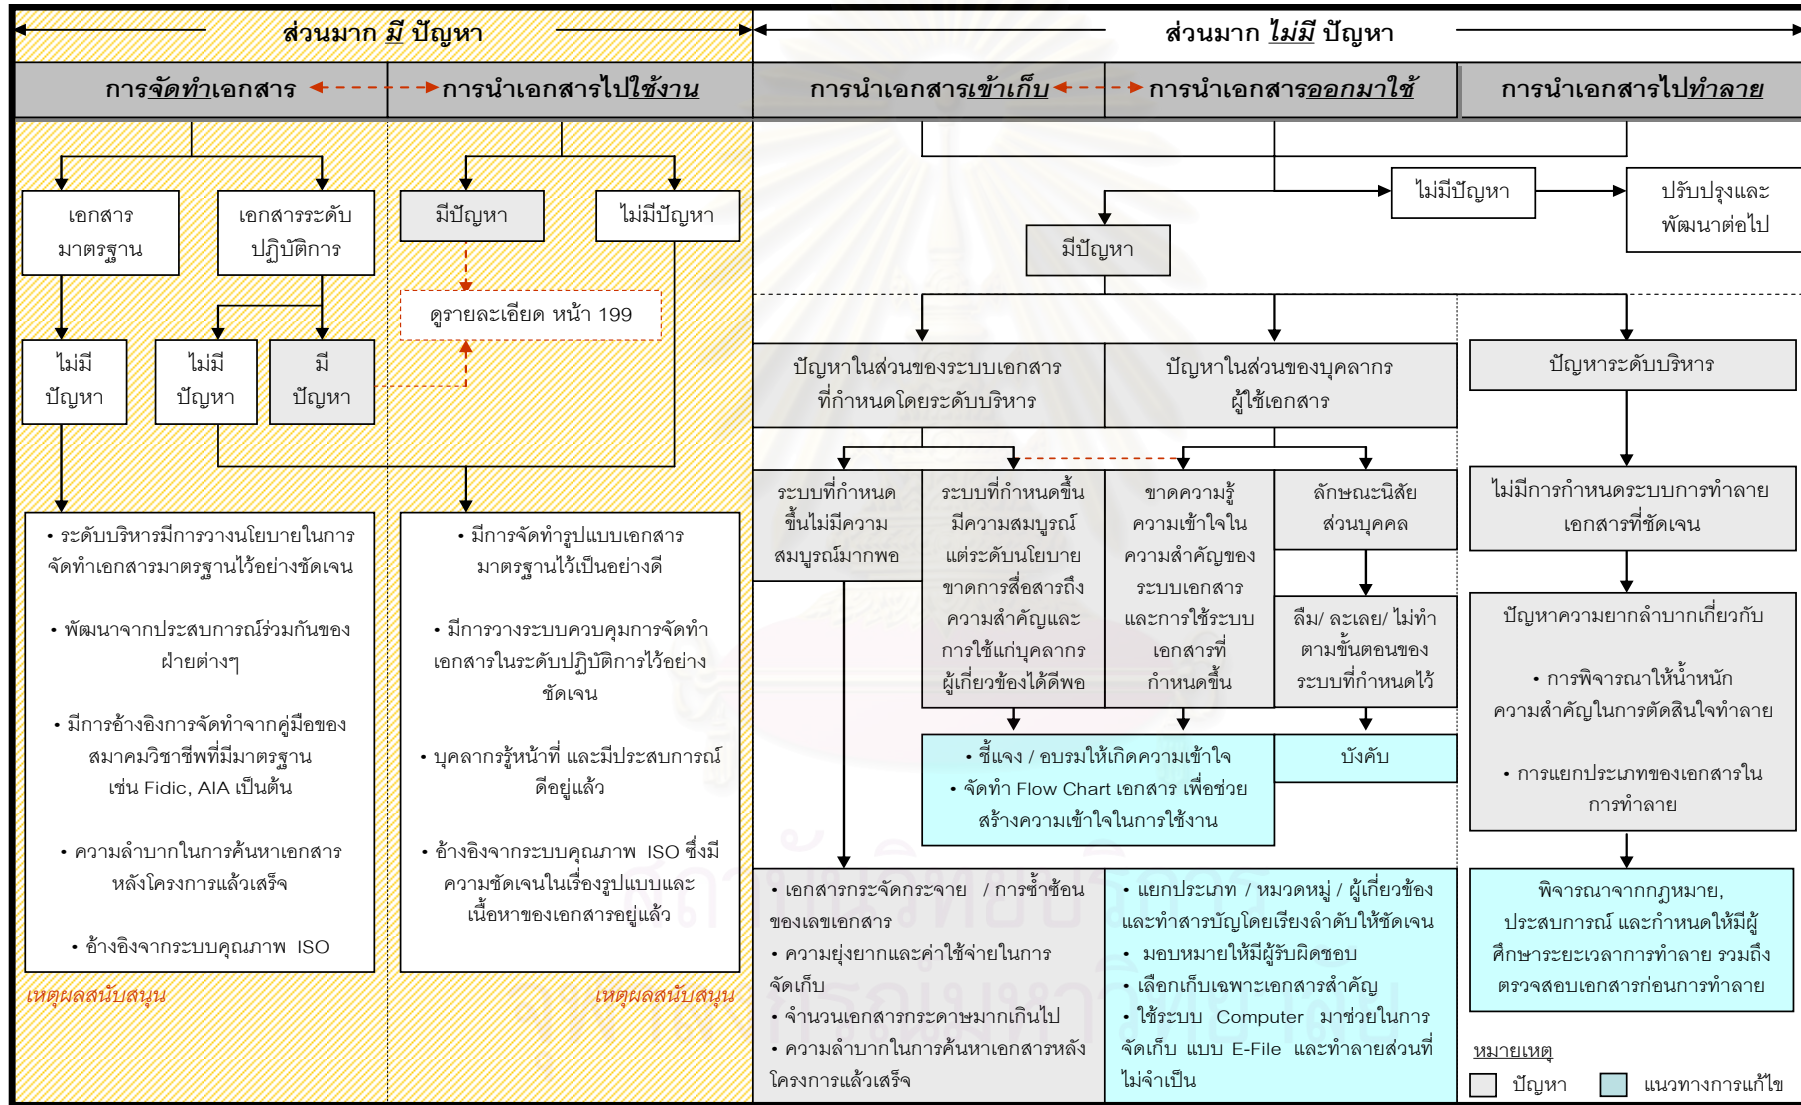 ส่วนมาก มี ปัญหา
ส่วนมาก ไม่มี ปัญหา
การจัดทำเอกสาร
การนำเอกสารไปใช้งาน
การนำเอกสารเข้าเก็บ
การนำเอกสารออกมาใช้
การนำเอกสารไปทำลาย
เอกสาร
มาตรฐาน
เอกสารระดับ
ปฏิบัติการ
มีปัญหา
ไม่มีปัญหา
ไม่มีปัญหา
ปรับปรุงและ
พัฒนาต่อไป
มีปัญหา
ดูรายละเอียด หน้า 199
ไม่มี
ปัญหา
ไม่มี
ปัญหา
มี
ปัญหา
ปัญหาในส่วนของระบบเอกสาร
ที่กำหนดโดยระดับบริหาร
ปัญหาในส่วนของบุคลากร
ผู้ใช้เอกสาร
ปัญหาระดับบริหาร
ระบบที่กำหนด
ขึ้นไม่มีความ
สมบูรณ์มากพอ
ระบบที่กำหนดขึ้น
มีความสมบูรณ์
แต่ระดับนโยบาย
ขาดการสื่อสารถึง
ความสำคัญและ
การใช้แก่บุคลากร
ผู้เกี่ยวข้องได้ดีพอ
ขาดความรู้
ความเข้าใจใน
ความสำคัญของ
ระบบเอกสาร
และการใช้ระบบ
เอกสารที่
กำหนดขึ้น
ลักษณะนิสัย
ส่วนบุคคล
ลืม/ ละเลย/ ไม่ทำ
ตามขั้นตอนของ
ระบบที่กำหนดไว้
ไม่มีการกำหนดระบบการทำลาย
เอกสารที่ชัดเจน
ปัญหาความยากลำบากเกี่ยวกับ
• การพิจารณาให้น้ำหนัก
ความสำคัญในการตัดสินใจทำลาย
• การแยกประเภทของเอกสารใน
การทำลาย
• ระดับบริหารมีการวางนโยบายในการ
จัดทำเอกสารมาตรฐานไว้อย่างชัดเจน
• พัฒนาจากประสบการณ์ร่วมกันของ
ฝ่ายต่างๆ
• มีการอ้างอิงการจัดทำจากคู่มือของ
สมาคมวิชาชีพที่มีมาตรฐาน
เช่น Fidic, AIA เป็นต้น
• ความลำบากในการค้นหาเอกสาร
หลังโครงการแล้วเสร็จ
• อ้างอิงจากระบบคุณภาพ ISO
เหตุผลสนับสนุน
• มีการจัดทำรูปแบบเอกสาร
มาตรฐานไว้เป็นอย่างดี
• มีการวางระบบควบคุมการจัดทำ
เอกสารในระดับปฏิบัติการไว้อย่าง
ชัดเจน
• บุคลากรรู้หน้าที่ และมีประสบการณ์
ดีอยู่แล้ว
• อ้างอิงจากระบบคุณภาพ ISO ซึ่งมี
ความชัดเจนในเรื่องรูปแบบและ
เนื้อหาของเอกสารอยู่แล้ว
เหตุผลสนับสนุน
• ชี้แจง / อบรมให้เกิดความเข้าใจ
• จัดทำ Flow Chart เอกสาร เพื่อช่วย
สร้างความเข้าใจในการใช้งาน
บังคับ
• เอกสารกระจัดกระจาย / การซ้ำซ้อน
ของเลขเอกสาร
• ความยุ่งยากและค่าใช้จ่ายในการ
จัดเก็บ
• จำนวนเอกสารกระดาษมากเกินไป
• ความลำบากในการค้นหาเอกสารหลัง
โครงการแล้วเสร็จ
• แยกประเภท / หมวดหมู่ / ผู้เกี่ยวข้อง
และทำสารบัญโดยเรียงลำดับให้ชัดเจน
• มอบหมายให้มีผู้รับผิดชอบ
• เลือกเก็บเฉพาะเอกสารสำคัญ
• ใช้ระบบ Computer มาช่วยในการ
จัดเก็บ แบบ E-File และทำลายส่วนที่
ไม่จำเป็น
พิจารณาจากกฎหมาย,
ประสบการณ์ และกำหนดให้มีผู้
ศึกษาระยะเวลาการทำลาย รวมถึง
ตรวจสอบเอกสารก่อนการทำลาย
หมายเหตุ
ปัญหา
แนวทางการแก้ไข
สถาบันวิทยบริการ